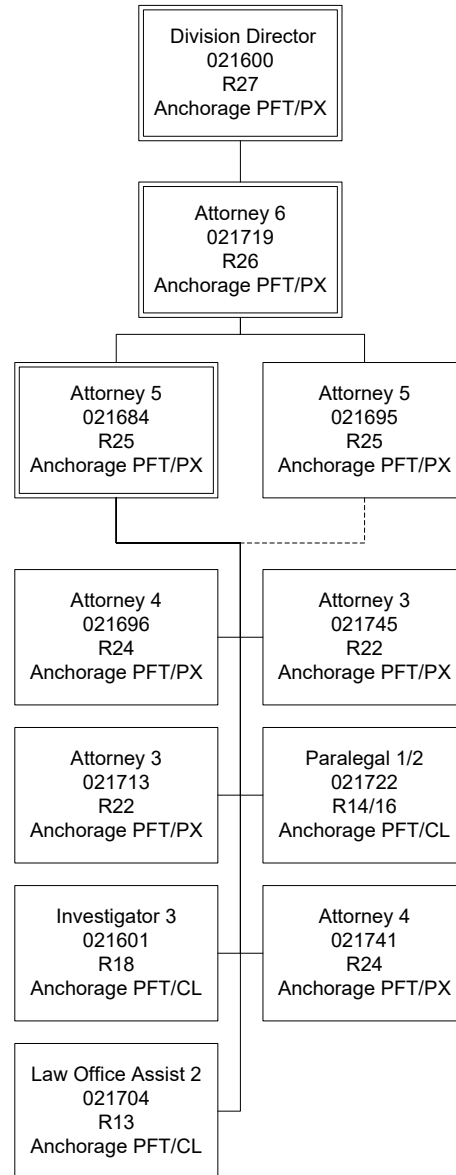 Division Director
021600
R27
Anchorage PFT/PX
Attorney 6
021719
R26
Anchorage PFT/PX
Attorney 5
021684
R25
Anchorage PFT/PX
Attorney 5
021695
R25
Anchorage PFT/PX
Attorney 4
021696
R24
Anchorage PFT/PX
Attorney 3
021745
R22
Anchorage PFT/PX
Attorney 3
021713
R22
Anchorage PFT/PX
Paralegal 1/2
021722
R14/16
Anchorage PFT/CL
Investigator 3
021601
R18
Anchorage PFT/CL
Attorney 4
021741
R24
Anchorage PFT/PX
Law Office Assist 2
021704
R13
Anchorage PFT/CL